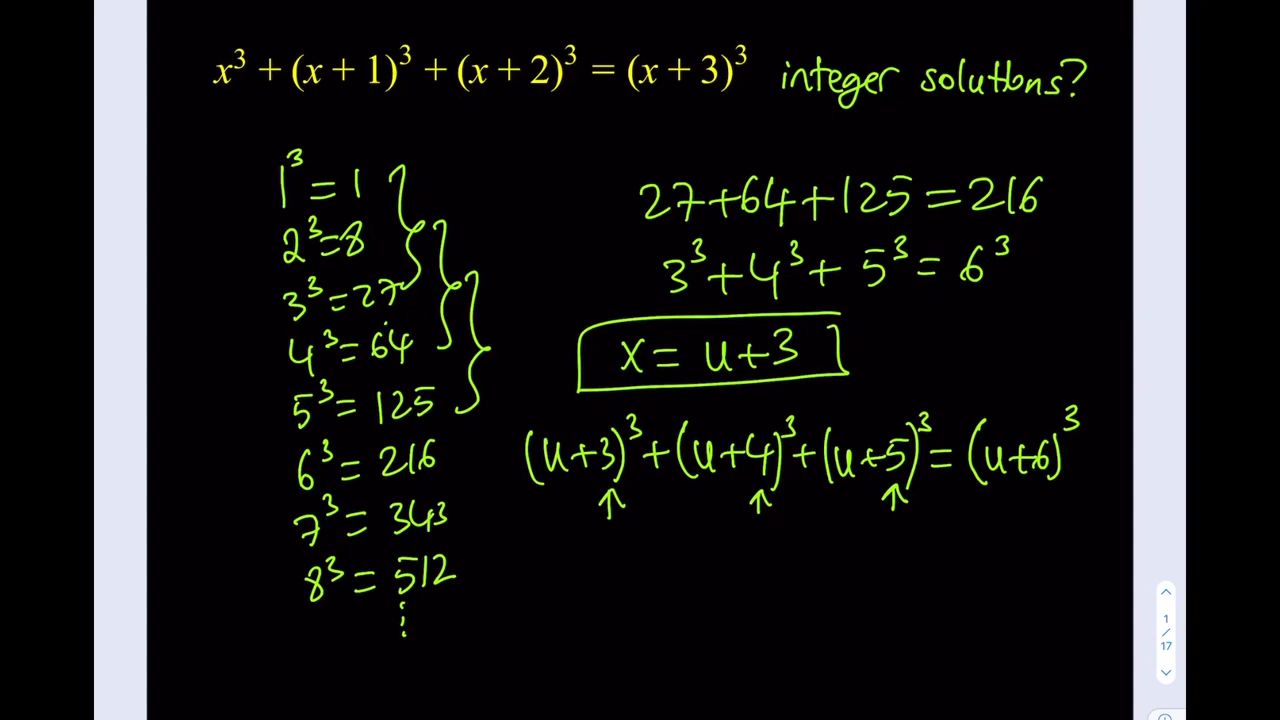 x³ + (x + 1)³ + (x + 2)³ = (x + 3)³ integer solutions?
1³ = 1
2³ = 8
3³ = 27
4³ = 64
5³ = 125
6³ = 216
7³ = 343
8³ = 512
⋮
27 + 64 + 125 = 216
3³ + 4³ + 5³ = 6³
x = u + 3
(u + 3)³ + (u + 4)³ + (u + 5)³ = (u + 6)³
↑ ↑ ↑
1
/
17